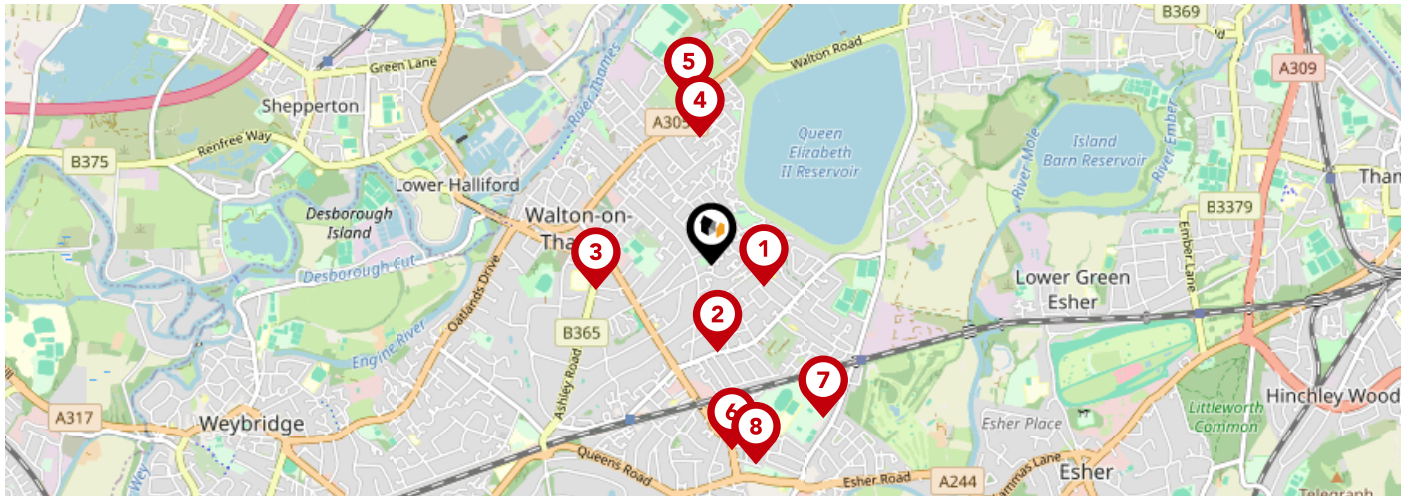 B369
Walton Road
Green Lane
A309
5
Shepperton
River Thames
4
A305
Queen
Elizabeth
II Reservoir
Island
Barn Reservoir
River Mole
River Ember
Renfree Way
B375
Lower Halliford
Desborough
Island
Walton-on-
B3379
Ember Lane
3
1
Desborough Cut
Oatlands Drive
Lower Green
Esher
2
B365
Engine River
Ashley Road
7
6
8
A317
Weybridge
Hinchley Wood
Littleworth
Common
Esher Place
Queens Road
Esher Road
A244
Esher
Wey
Telegraph